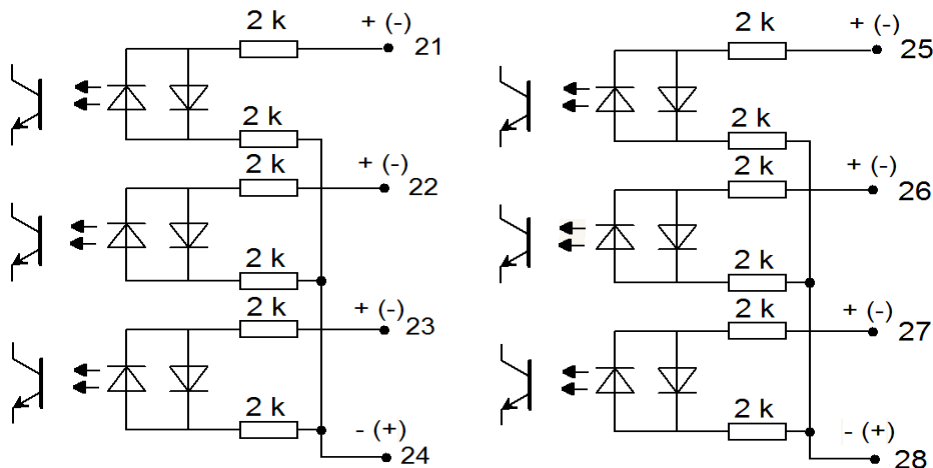 2 k + (-) 21
2 k
2 k + (-) 22
2 k
2 k + (-) 23
2 k - (+) 24
2 k + (-) 25
2 k
2 k + (-) 26
2 k
2 k + (-) 27
2 k - (+) 28